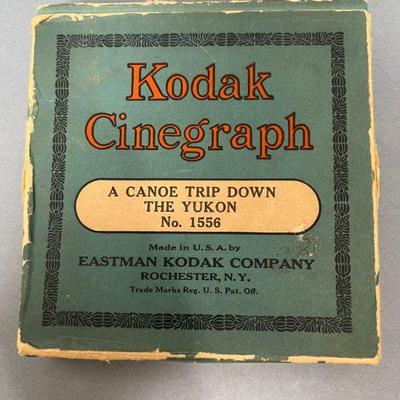 Kodak
Cinegraph
A CANOE TRIP DOWN
THE YUKON
No. 1556
Made in U.S.A. by
EASTMAN KODAK COMPANY
ROCHESTER, N.Y.
Trade Marks Reg. U. S. Pat. Off.